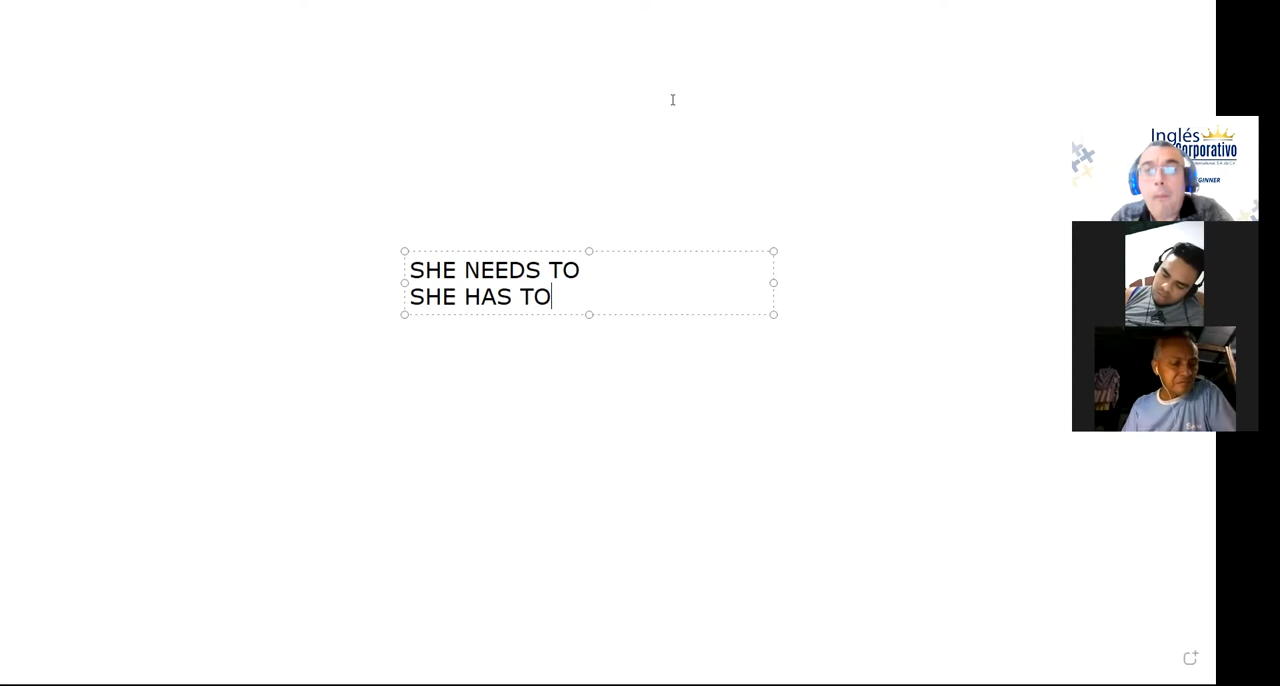 SHE NEEDS TO
SHE HAS TO
Inglés
Corporativo
GINNER